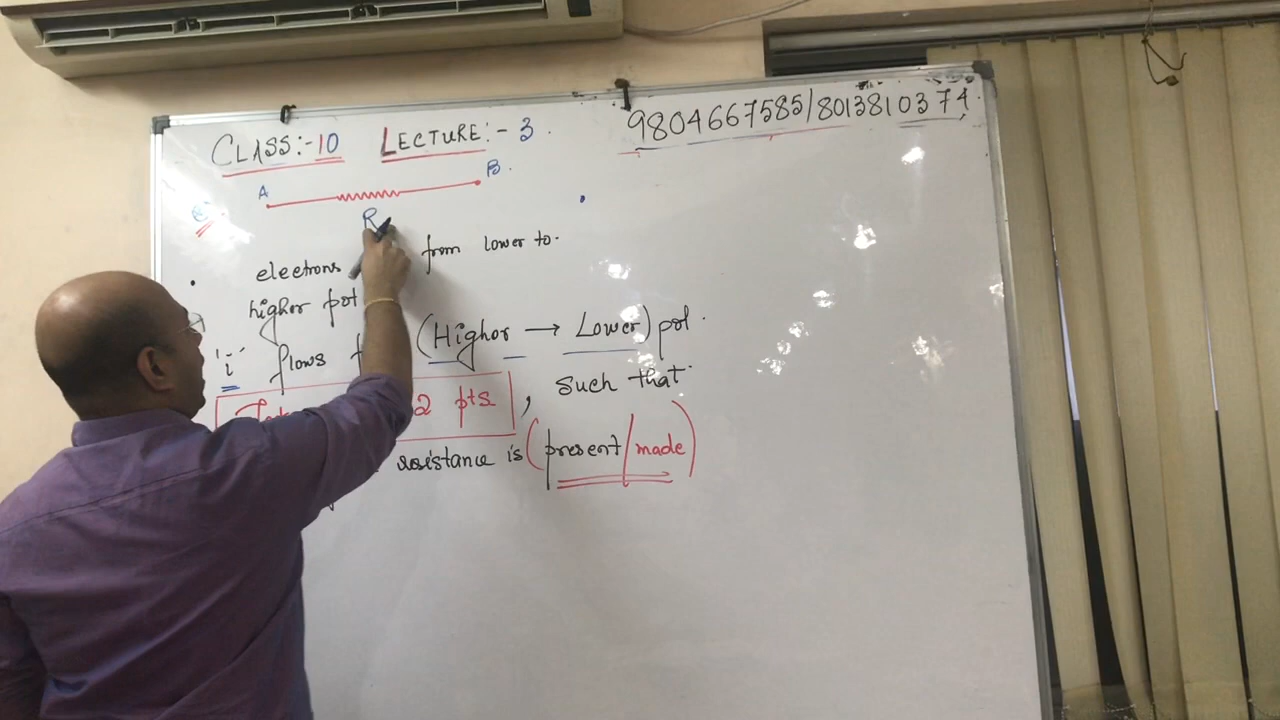 CLASS:-10 LECTURE:- 3.
9804667585/8013810374
A B.
R
electrons from lower to.
higher pot
'i' flows (Higher → Lower) pot.
2 pts, such that
resistance is (present/made)